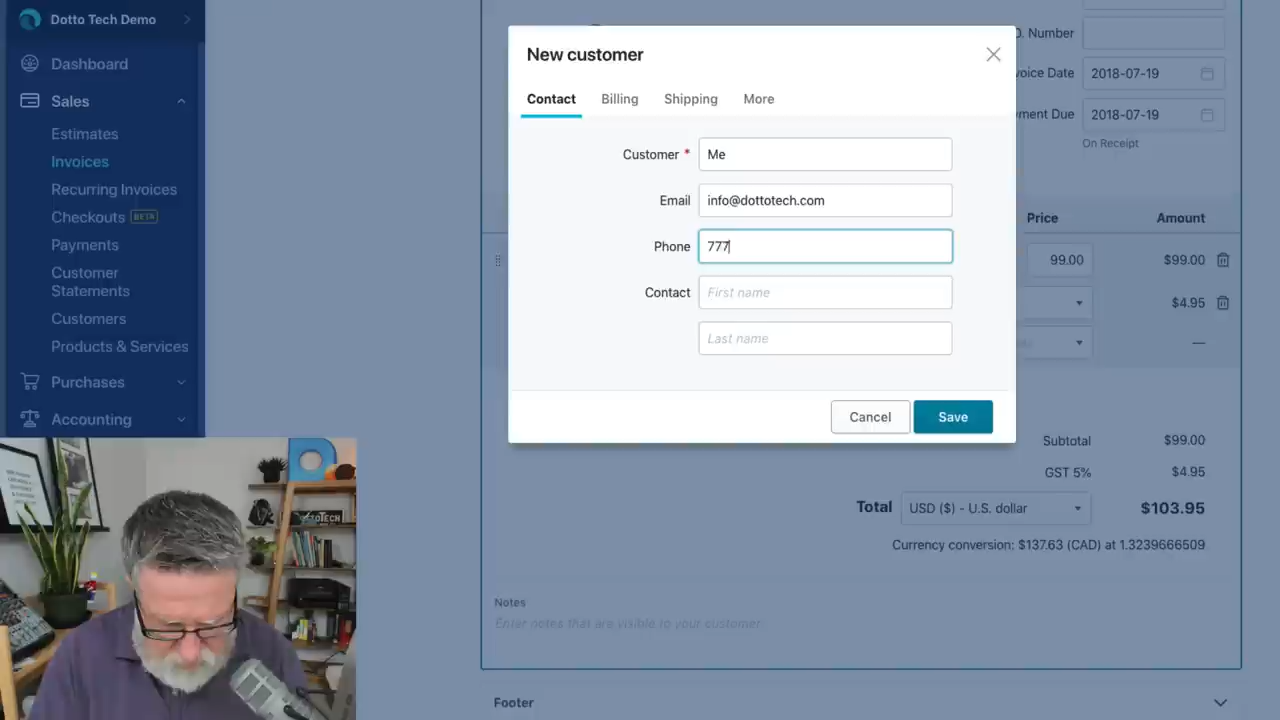 Dotto Tech Demo
Dashboard
Sales
Estimates
Invoices
Recurring Invoices
Checkouts BETA
Payments
Customer
Statements
Customers
Products & Services
Purchases
Accounting
New customer
Contact Billing Shipping More
Customer * Me
Email info@dottotech.com
Phone 777
Contact First name
Last name
Cancel Save
O. Number
voice Date 2018-07-19
ment Due 2018-07-19
On Receipt
Price Amount
99.00 $99.00
$4.95
—
Subtotal $99.00
GST 5% $4.95
Total USD ($) - U.S. dollar $103.95
Currency conversion: $137.63 (CAD) at 1.3239666509
Notes
Enter notes that are visible to your customer
Footer
DOTTOTECH